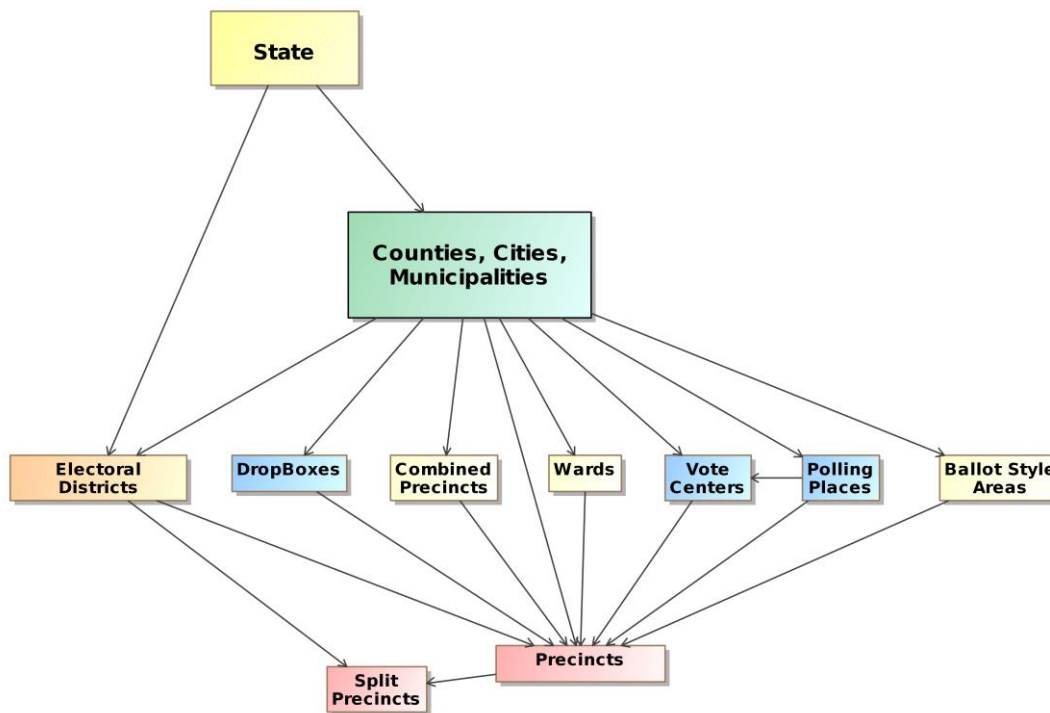 State
Counties, Cities,
Municipalities
Electoral
Districts
DropBoxes
Combined
Precincts
Wards
Vote
Centers
Polling
Places
Ballot Style
Areas
Precincts
Split
Precincts